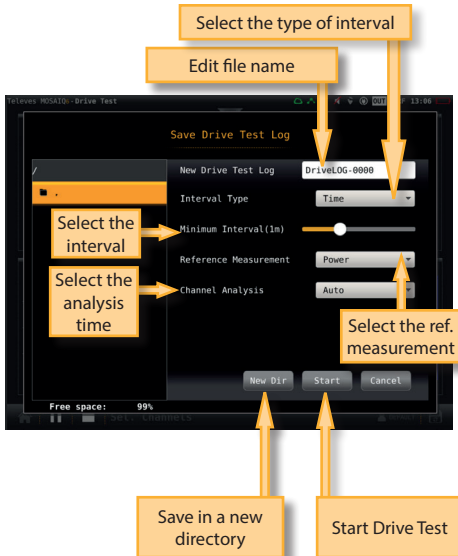 Select the type of interval
Edit file name
Televes MOSAIQ6-Drive Test
OUT
13:06
Save Drive Test Log
/
New Drive Test Log
DriveLOG-0000
.
Interval Type
Time
Select the
interval
Minimum Interval(1m)
Reference Measurement
Power
Select the
analysis
time
Channel Analysis
Auto
Select the ref.
measurement
New Dir
Start
Cancel
Free space: 99%
Set. Channels
Save in a new
directory
Start Drive Test